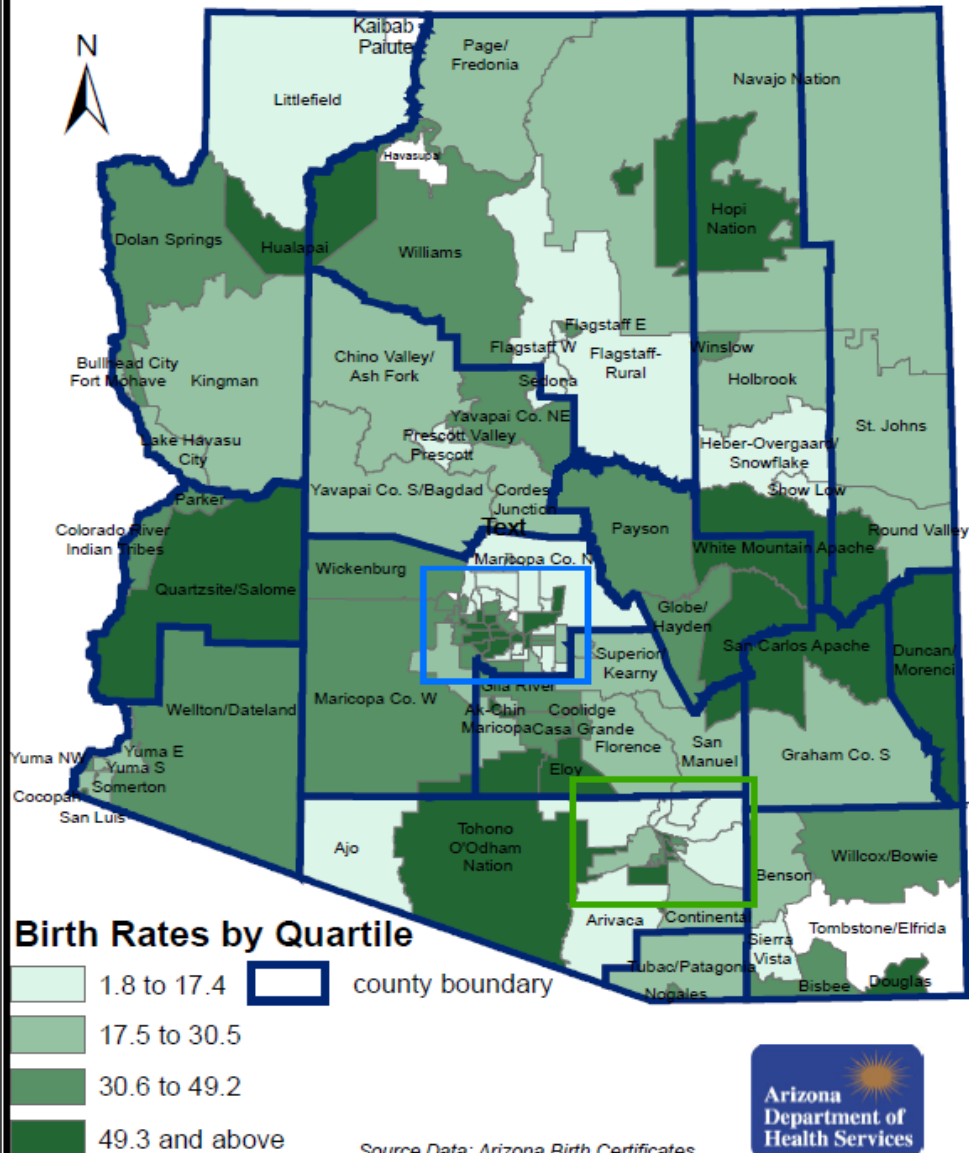 N
Kaibab
Paiute
Page/
Fredonia
Navajo Nation
Littlefield
Havasupai
Hopi
Nation
Dolan Springs
Hualapai
Williams
Flagstaff E
Flagstaff W
Flagstaff-
Rural
Winslow
Chino Valley/
Ash Fork
Bullhead City
Fort Mohave
Kingman
Sedona
Holbrook
Yavapai Co. NE
Prescott Valley
Prescott
St. Johns
Lake Havasu
City
Heber-Overgaard/
Snowflake
Show Low
Yavapai Co. S/Bagdad
Cordes
Junction
Parker
Text
Payson
Round Valley
Colorado River
Indian Tribes
White Mountain Apache
Maricopa Co. N
Wickenburg
Quartzsite/Salome
Globe/
Hayden
San Carlos Apache
Duncan/
Morenci
Superior
Kearny
Gila River
Maricopa Co. W
Wellton/Dateland
Ak-Chin
Maricopa
Coolidge
Casa Grande
Florence
San
Manuel
Graham Co. S
Yuma NW
Yuma E
Yuma S
Somerton
Cocopah
San Luis
Eloy
Ajo
Tohono
O'Odham
Nation
Willcox/Bowie
Benson
Arivaca
Continental
Tombstone/Elfrida
Sierra
Vista
Tubac/Patagonia
Nogales
Bisbee
Douglas
Birth Rates by Quartile
1.8 to 17.4
county boundary
17.5 to 30.5
30.6 to 49.2
49.3 and above
Source Data: Arizona Birth Certificates
Arizona
Department of
Health Services